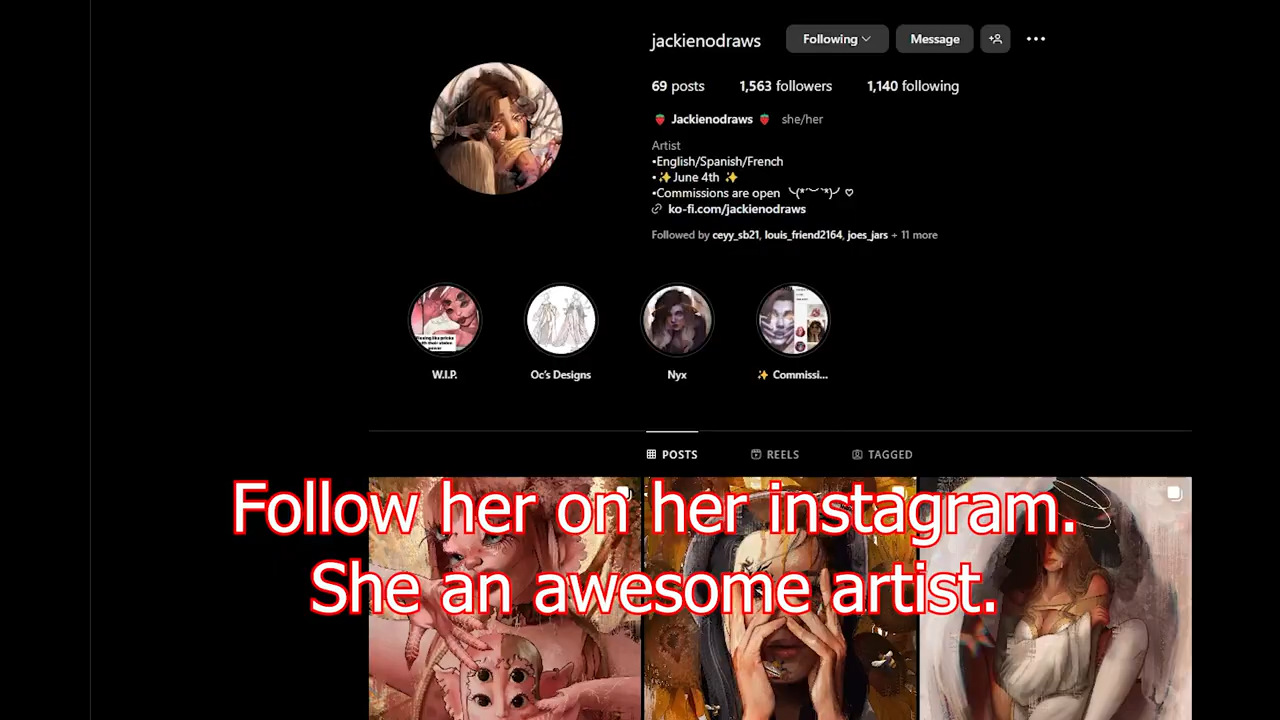 jackienodraws Following Message
69 posts 1,563 followers 1,140 following
🍓 Jackienodraws 🍓 she/her
Artist
•English/Spanish/French
•✨June 4th ✨
•Commissions are open ╰(*´︶`*)╯♡
ko-fi.com/jackienodraws
Followed by ceyy_sb21, louis_friend2164, joes_jars + 11 more
W.I.P. Oc's Designs Nyx ✨ Commissi...
POSTS REELS TAGGED
Follow her on her instagram.
She an awesome artist.